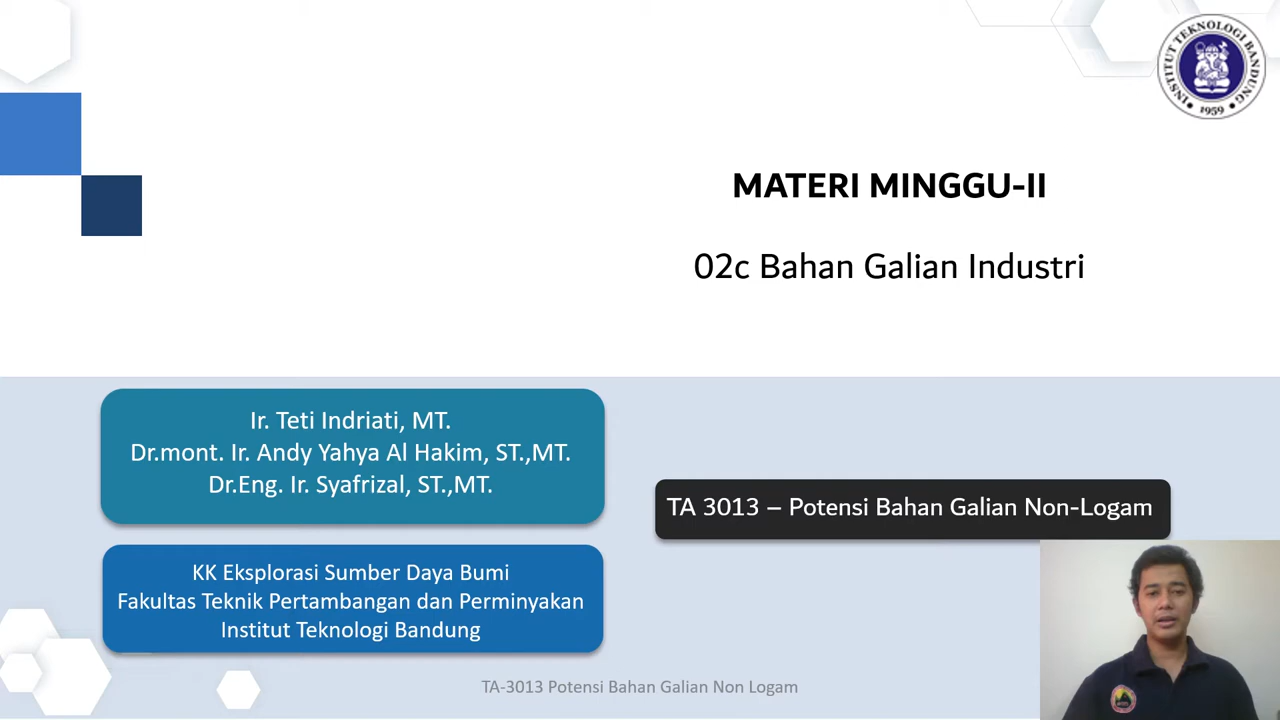 INSTITUT TEKNOLOGI BANDUNG
1959
MATERI MINGGU-II
02c Bahan Galian Industri
Ir. Teti Indriati, MT.
Dr.mont. Ir. Andy Yahya Al Hakim, ST.,MT.
Dr.Eng. Ir. Syafrizal, ST.,MT.
TA 3013 – Potensi Bahan Galian Non-Logam
KK Eksplorasi Sumber Daya Bumi
Fakultas Teknik Pertambangan dan Perminyakan
Institut Teknologi Bandung
TA-3013 Potensi Bahan Galian Non Logam